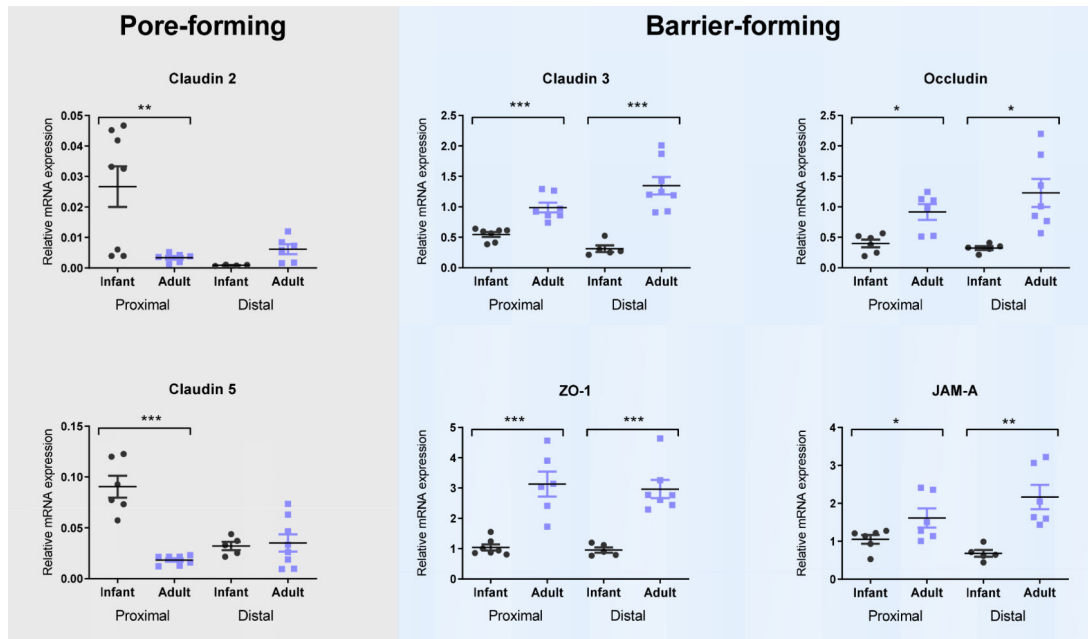 Pore-forming
Barrier-forming
Claudin 2
**
Relative mRNA expression
0.05
0.04
0.03
0.02
0.01
0.00
Infant Adult Infant Adult
Proximal Distal
Claudin 3
*** ***
Relative mRNA expression
2.5
2.0
1.5
1.0
0.5
0.0
Infant Adult Infant Adult
Proximal Distal
Occludin
* *
Relative mRNA expression
2.5
2.0
1.5
1.0
0.5
0.0
Infant Adult Infant Adult
Proximal Distal
Claudin 5
***
Relative mRNA expression
0.15
0.10
0.05
0.00
Infant Adult Infant Adult
Proximal Distal
ZO-1
*** ***
Relative mRNA expression
5
4
3
2
1
0
Infant Adult Infant Adult
Proximal Distal
JAM-A
* **
Relative mRNA expression
4
3
2
1
0
Infant Adult Infant Adult
Proximal Distal